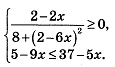 { (2-2x)/(8+(2-6x)²) ≥ 0,
5-9x ≤ 37-5x.